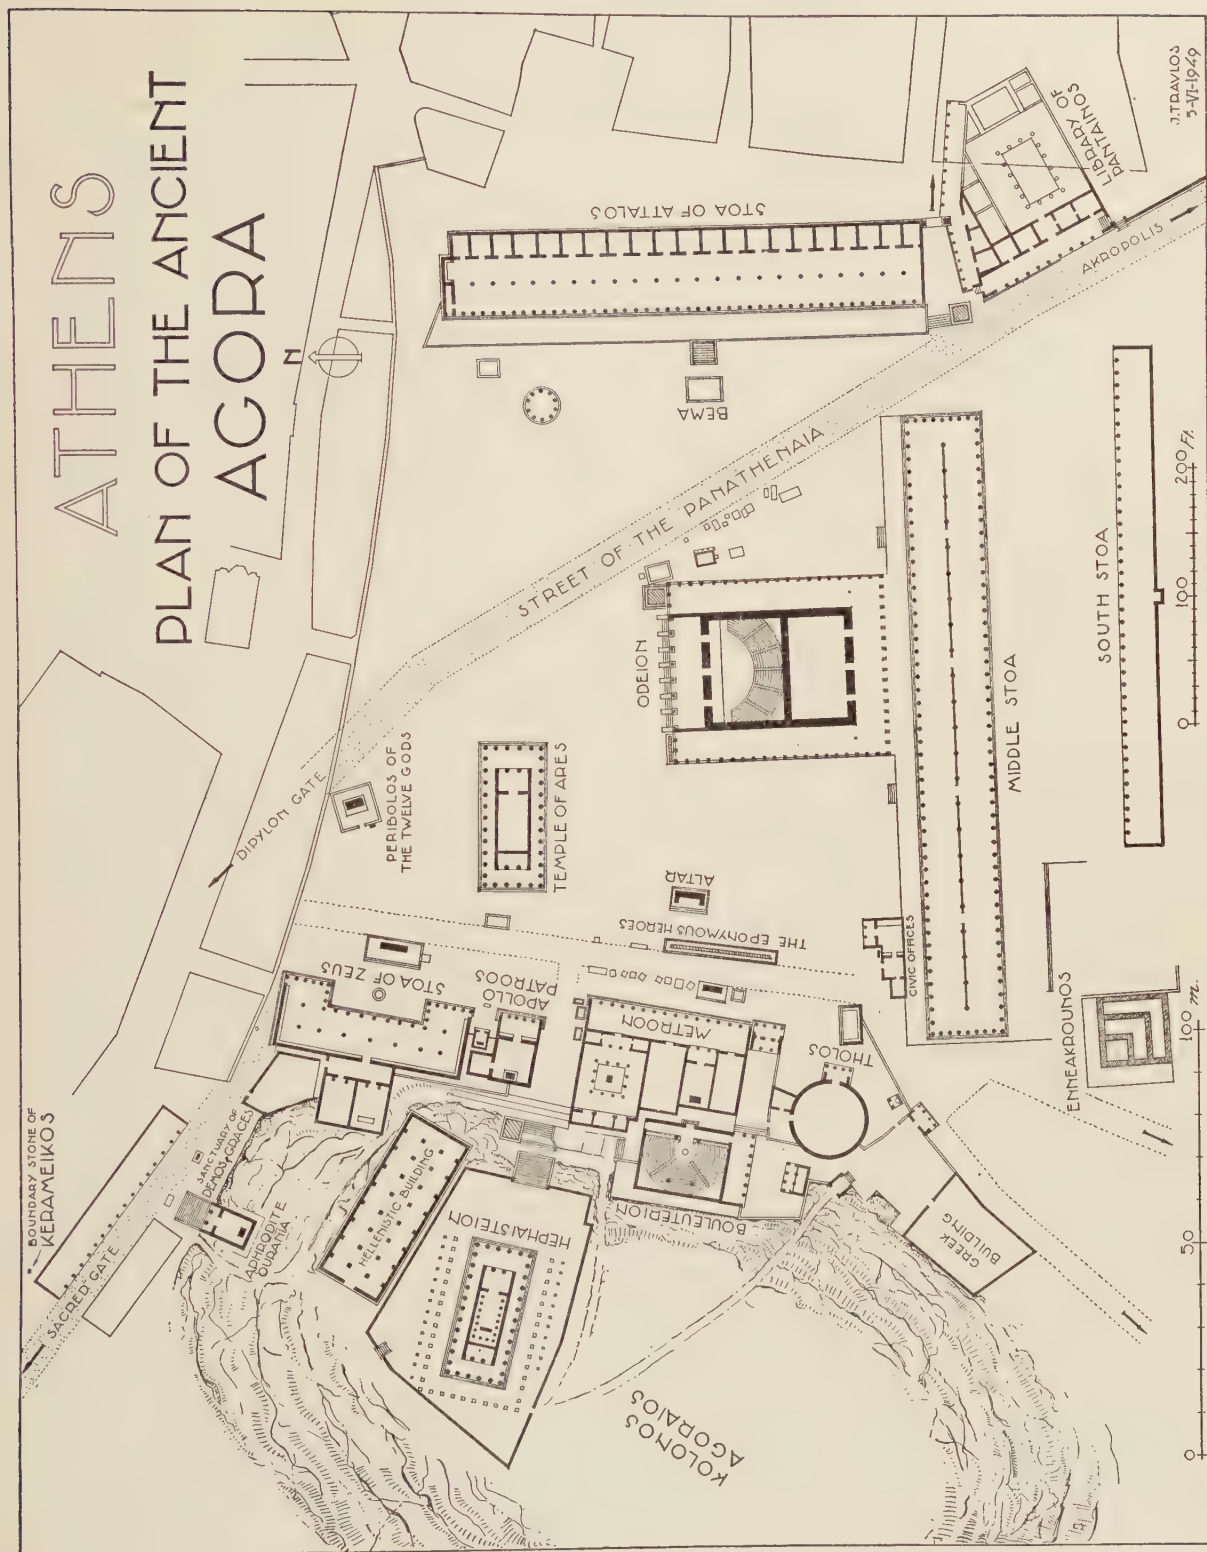 ATHENS
PLAN OF THE ANCIENT
AGORA
N
BOUNDARY STONE OF
KERAMEIKOS
SACRED GATE
SANCTUARY OF
DEMOS, GRACES
APHRODITE
OURANIA
HELLENISTIC BUILDING
HEPHAISTEION
KOLONOS
AGORAIOS
STOA OF ZEUS
APOLLO
PATROOS
METROON
BOULEUTERION
THOLOS
GREEK
BUILDING
DIPYLON GATE
PERIBOLOS OF
THE TWELVE GODS
TEMPLE OF ARES
ALTAR
THE EPONYMOUS HEROES
CIVIC OFFICES
ODEION
STREET OF THE PANATHENAIA
BEMA
STOA OF ATTALOS
LIBRARY OF
PANTAINOS
AKROPOLIS
MIDDLE STOA
SOUTH STOA
ENNEAKROUNOS
0 50 100 m.
0 100 200 Ft.
J. TRAVLOS
5-VI-1949